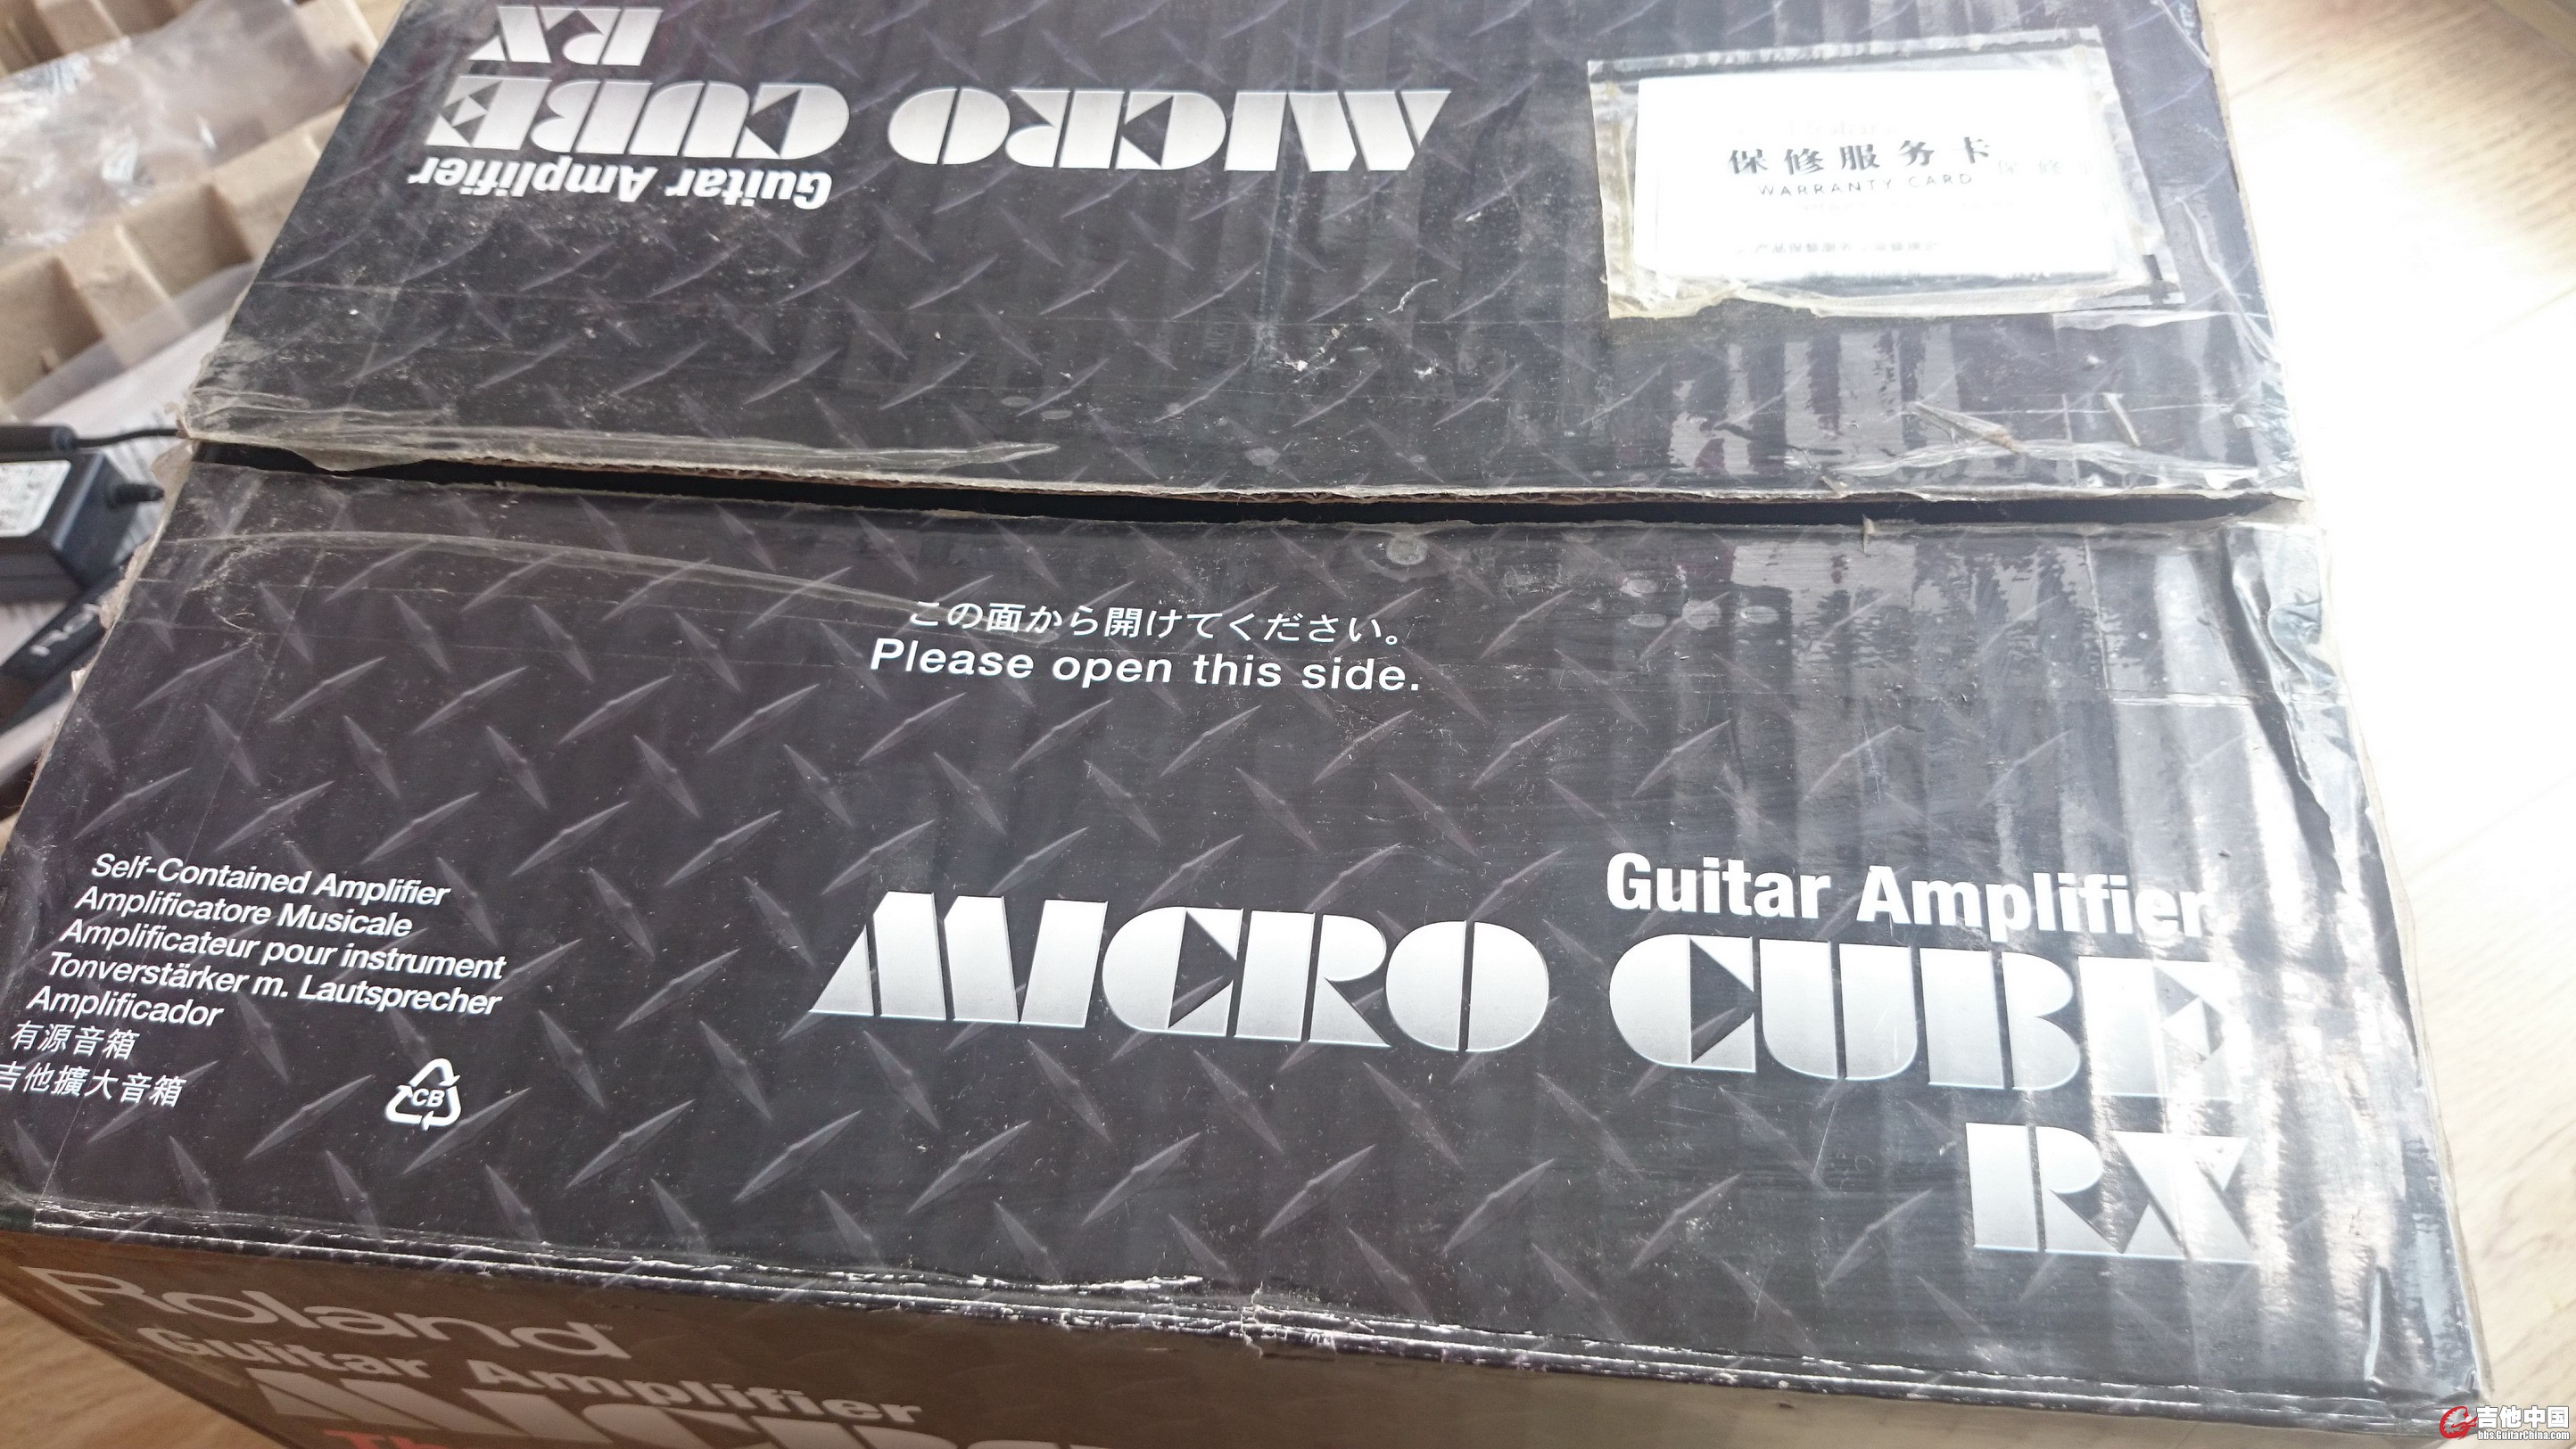 RX
MICRO CUBE
Guitar Amplifier
保修服务卡
WARRANTY CARD
この面から開けてください。
Please open this side.
Self-Contained Amplifier
Amplificatore Musicale
Amplificateur pour instrument
Tonverstärker m. Lautsprecher
Amplificador
有源音箱
吉他擴大音箱
CB
Guitar Amplifier
MICRO CUBE
RX
Roland
Guitar Amplifier
吉他中国
bbs.GuitarChina.com